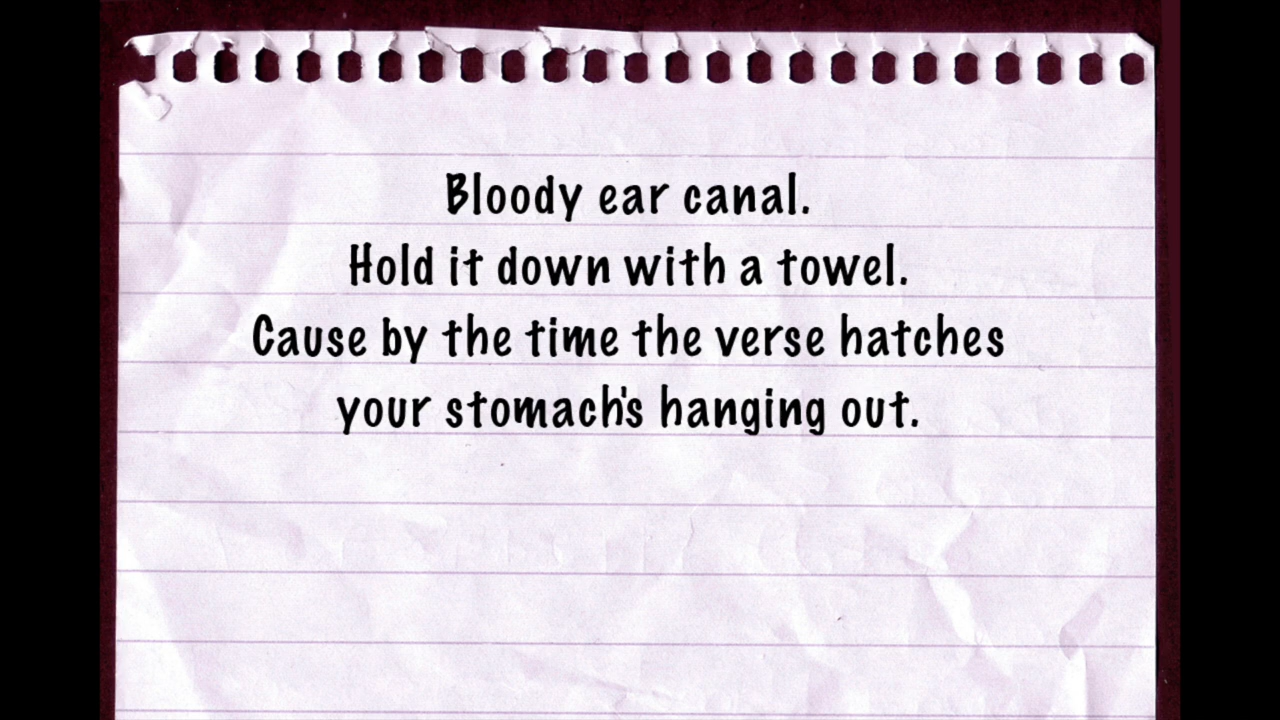 Bloody ear canal.
Hold it down with a towel.
Cause by the time the verse hatches
your stomach's hanging out.